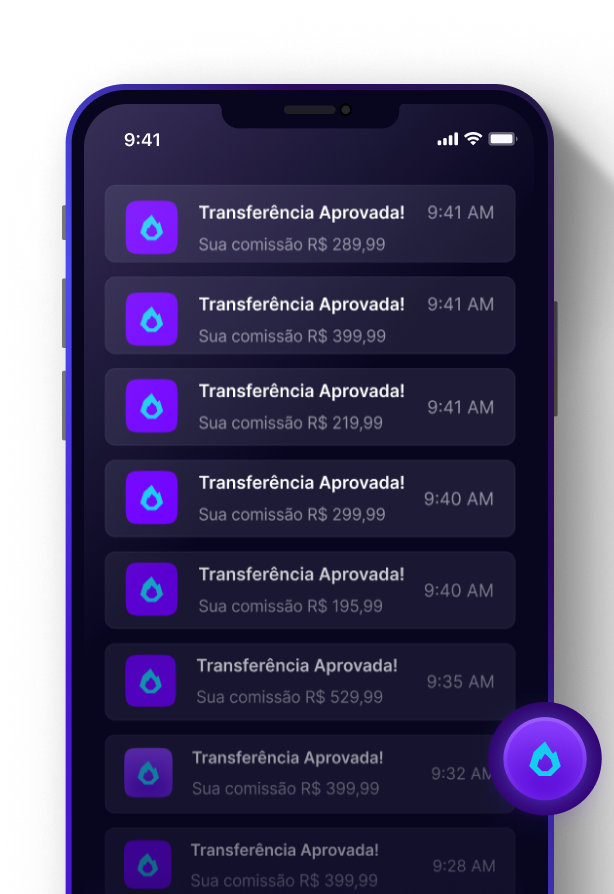 9:41
Transferência Aprovada! 9:41 AM
Sua comissão R$ 289,99
Transferência Aprovada! 9:41 AM
Sua comissão R$ 399,99
Transferência Aprovada!
9:41 AM
Sua comissão R$ 219,99
Transferência Aprovada!
9:40 AM
Sua comissão R$ 299,99
Transferência Aprovada!
9:40 AM
Sua comissão R$ 195,99
Transferência Aprovada!
9:35 AM
Sua comissão R$ 529,99
Transferência Aprovada!
9:32 AM
Sua comissão R$ 399,99
Transferência Aprovada!
9:28 AM
Sua comissão R$ 399,99